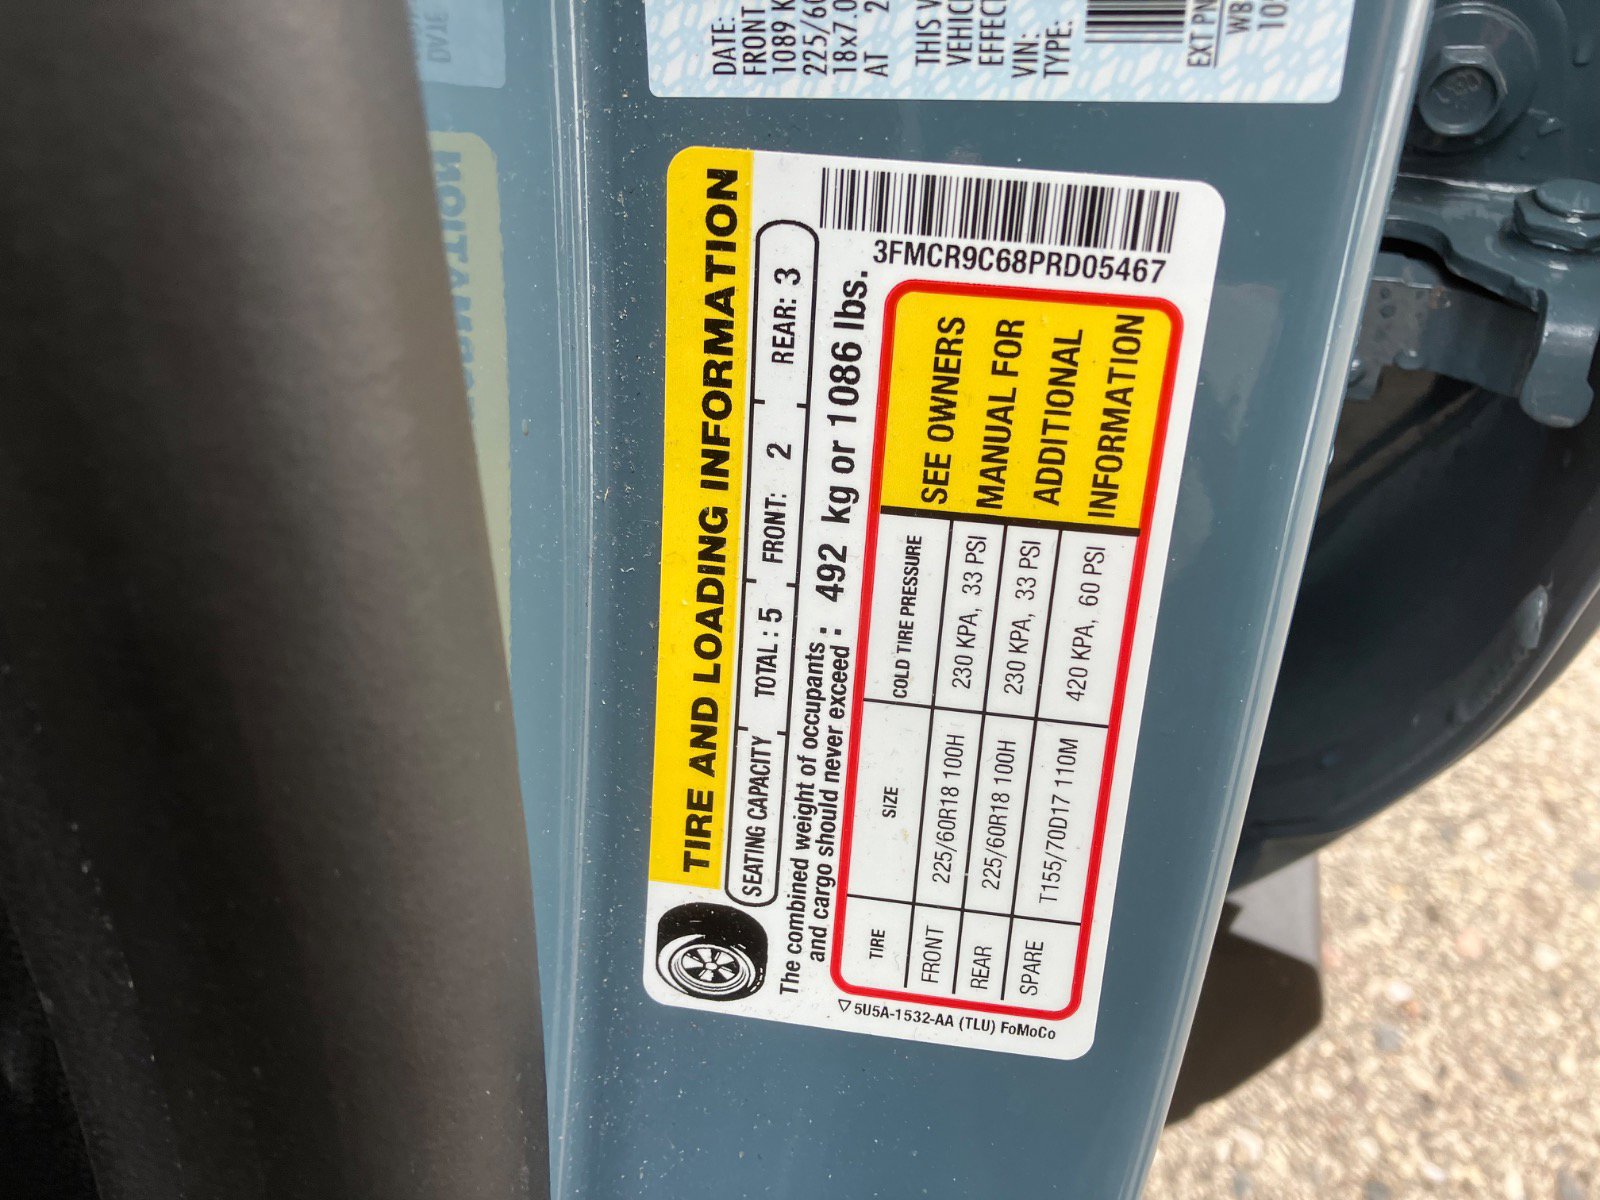 DATE:
FRONT
1089 K
225/60
18x7.0
AT 2
THIS V
VEHIC
EFFEC
VIN:
TYPE:
EXT PN
WB
TIRE AND LOADING INFORMATION
SEATING CAPACITY TOTAL : 5 FRONT: 2 REAR: 3
The combined weight of occupants
and cargo should never exceed : 492 kg or 1086 lbs.
3FMCR9C68PRD05467
TIRE SIZE COLD TIRE PRESSURE
FRONT 225/60R18 100H 230 KPA, 33 PSI
REAR 225/60R18 100H 230 KPA, 33 PSI
SPARE T155/70D17 110M 420 KPA, 60 PSI
SEE OWNERS
MANUAL FOR
ADDITIONAL
INFORMATION
5U5A-1532-AA (TLU) FoMoCo